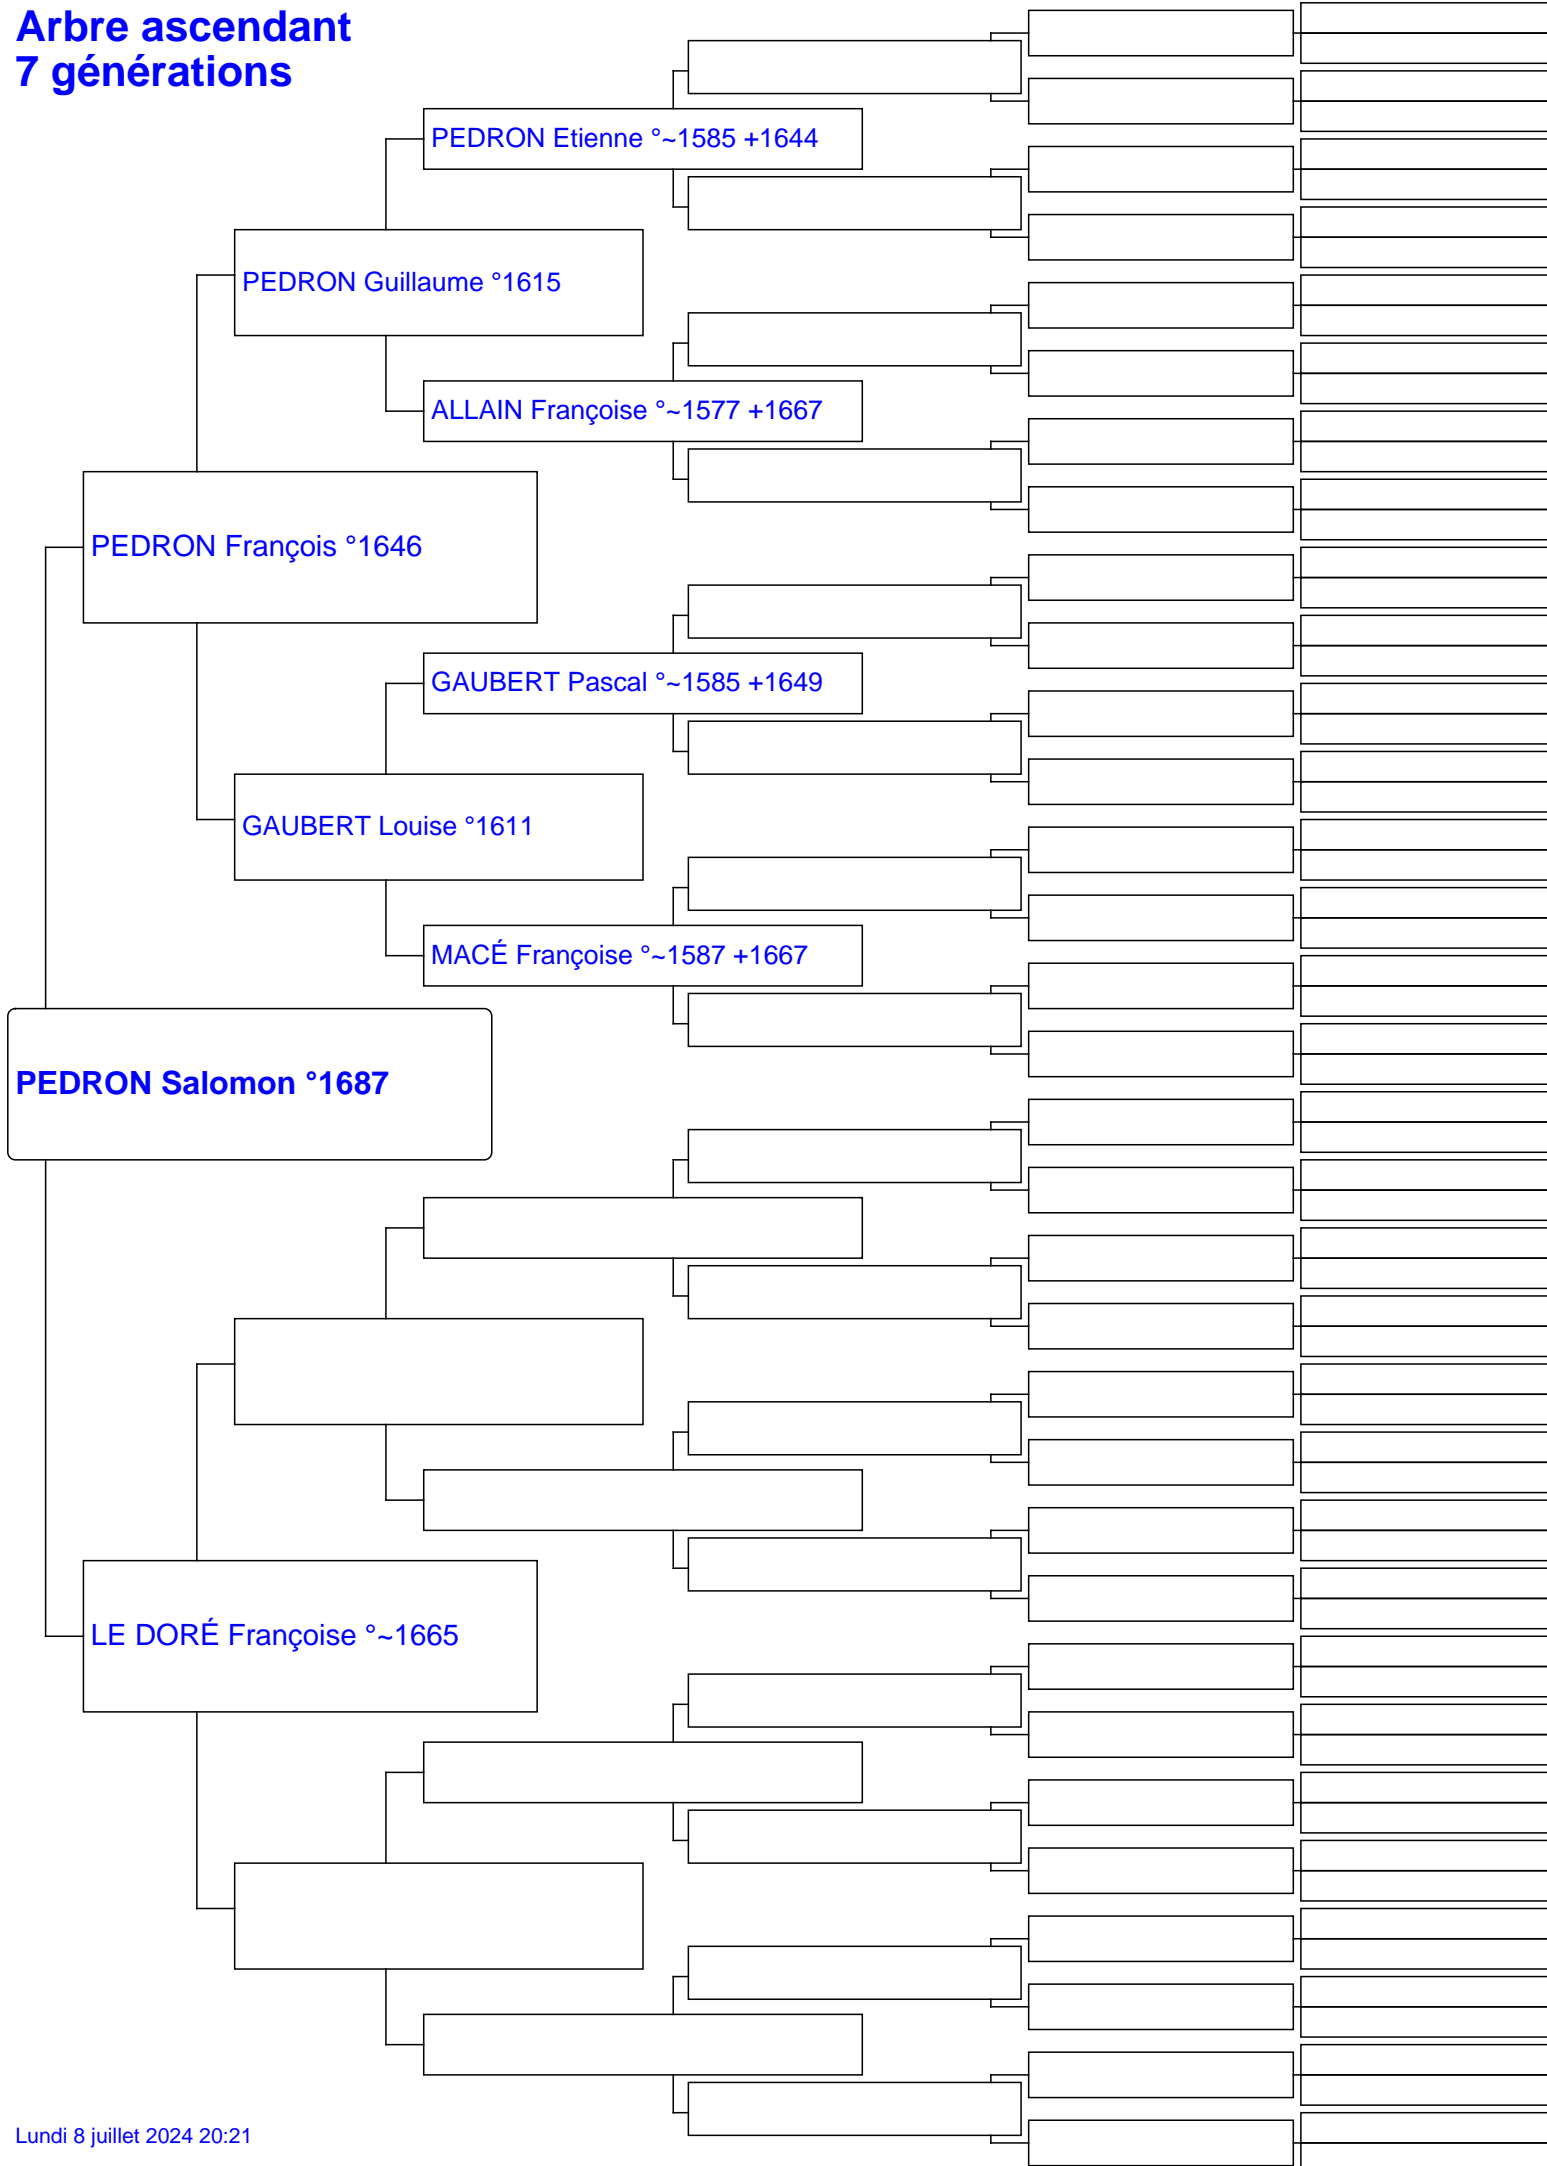 Arbre ascendant
7 générations
PEDRON Etienne °~1585 +1644
PEDRON Guillaume °1615
ALLAIN Françoise °~1577 +1667
PEDRON François °1646
GAUBERT Pascal °~1585 +1649
GAUBERT Louise °1611
MACÉ Françoise °~1587 +1667
PEDRON Salomon °1687
LE DORÉ Françoise °~1665
Lundi 8 juillet 2024 20:21